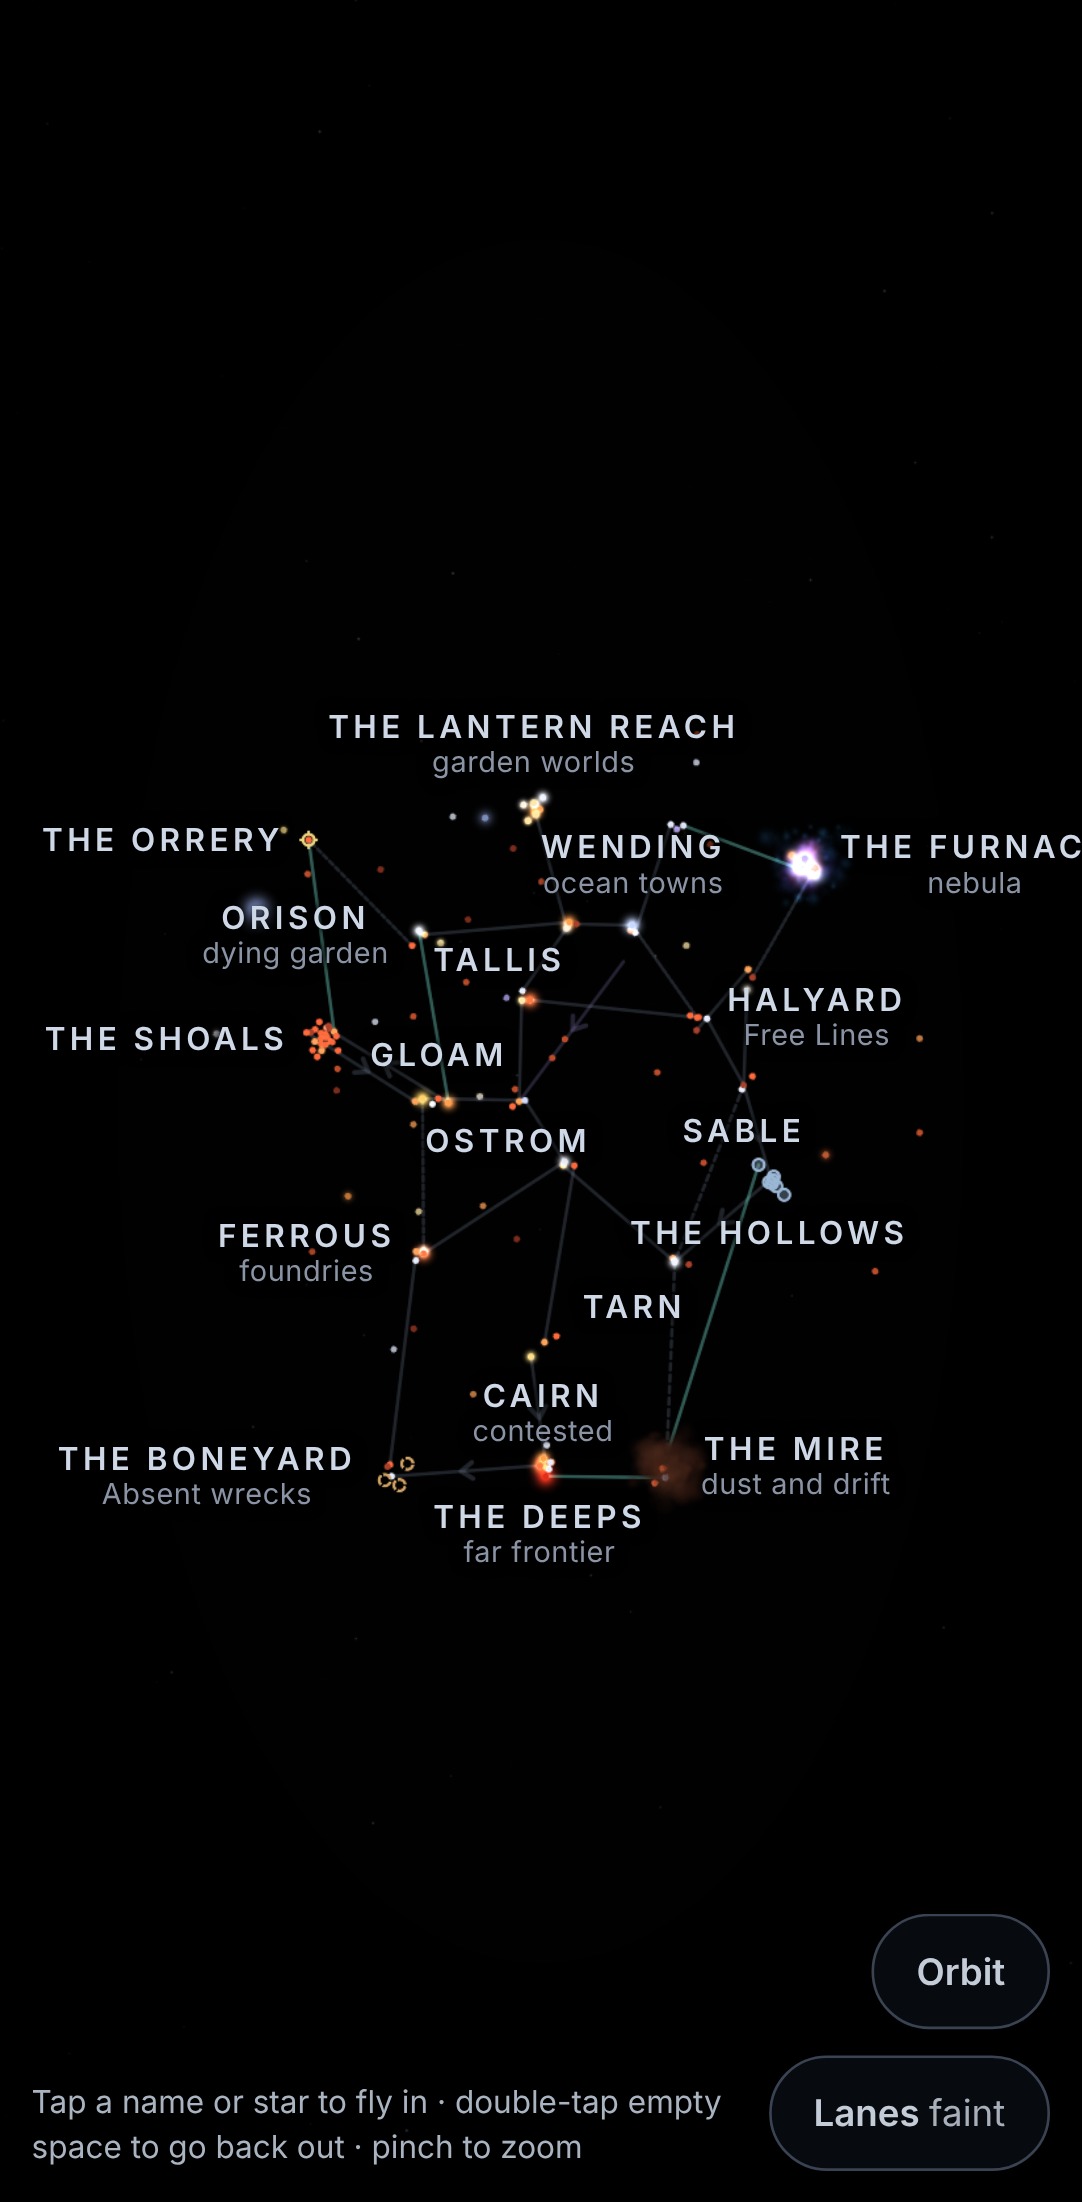 THE LANTERN REACH
garden worlds
THE ORRERY
WENDING
ocean towns
THE FURNAC
nebula
ORISON
dying garden
TALLIS
HALYARD
Free Lines
THE SHOALS
GLOAM
OSTROM
SABLE
FERROUS
foundries
THE HOLLOWS
TARN
CAIRN
contested
THE BONEYARD
Absent wrecks
THE MIRE
dust and drift
THE DEEPS
far frontier
Orbit
Tap a name or star to fly in · double-tap empty
space to go back out · pinch to zoom
Lanes faint